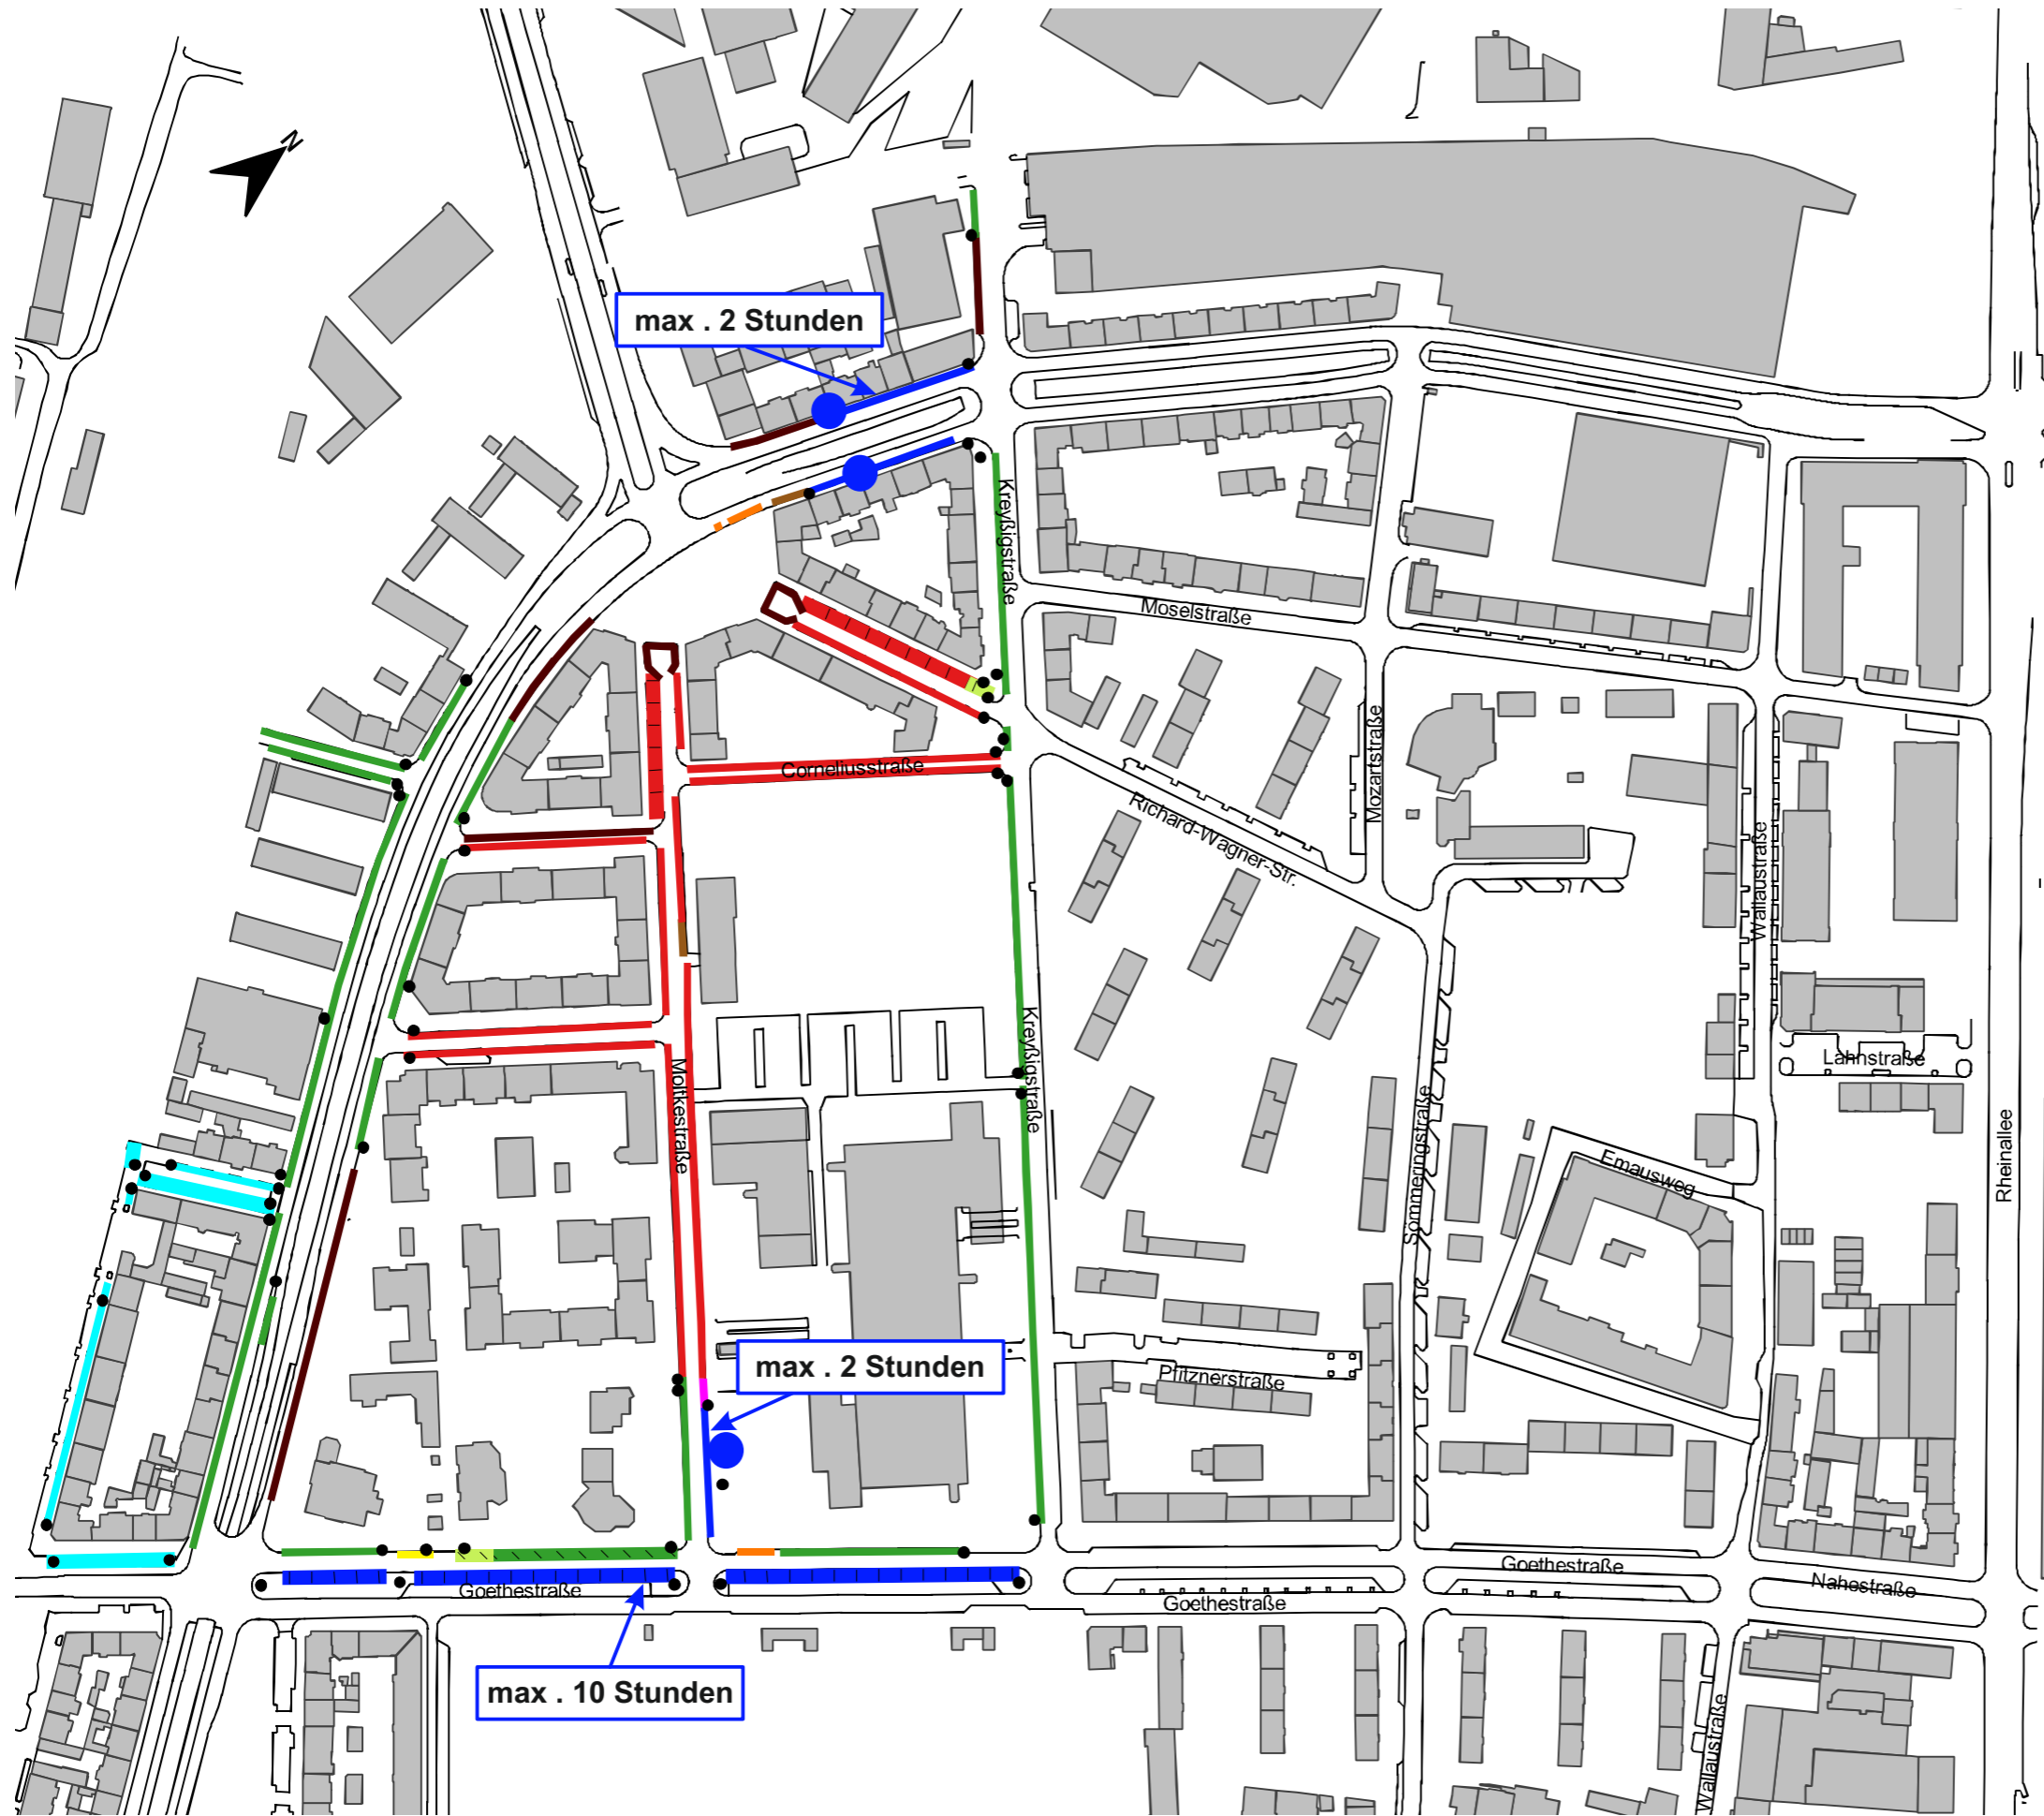 N
max . 2 Stunden
Kreyßigstraße
Moselstraße
Corneliusstraße
Mozartstraße
Richard-Wagner-Str.
Wallaustraße
Kreyßigstraße
Lahnstraße
Moltkestraße
Sömmeringstraße
Emausweg
Rheinallee
max . 2 Stunden
Pfitznerstraße
Goethestraße
Goethestraße
Goethestraße
Nahestraße
max . 10 Stunden
Wallaustraße